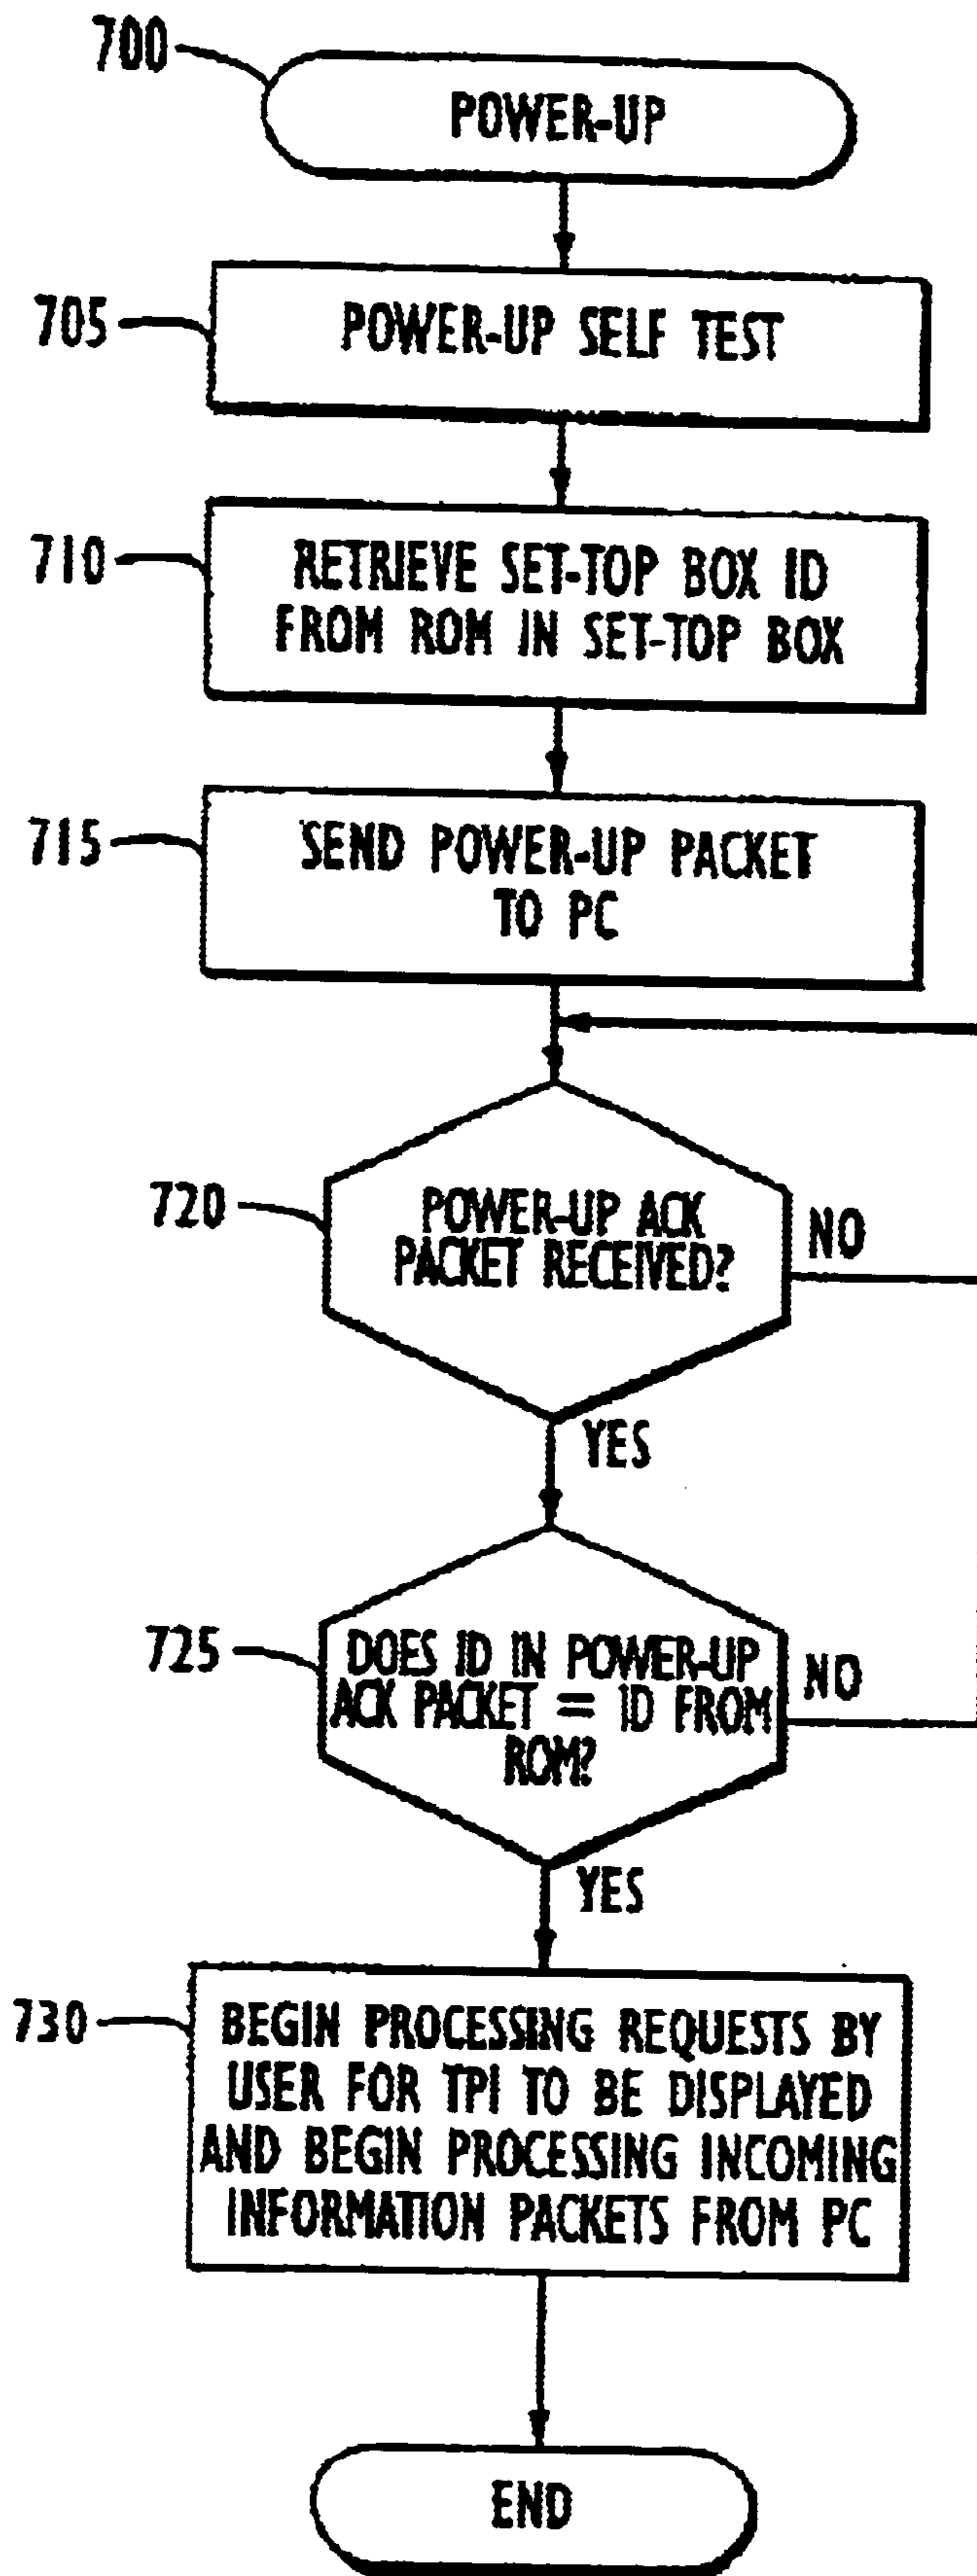 700
POWER-UP
705
POWER-UP SELF TEST
710
RETRIEVE SET-TOP BOX ID
FROM ROM IN SET-TOP BOX
715
SEND POWER-UP PACKET
TO PC
720
POWER-UP ACK
PACKET RECEIVED?
NO
YES
725
DOES ID IN POWER-UP
ACK PACKET = ID FROM
ROM?
NO
YES
730
BEGIN PROCESSING REQUESTS BY
USER FOR TPI TO BE DISPLAYED
AND BEGIN PROCESSING INCOMING
INFORMATION PACKETS FROM PC
END